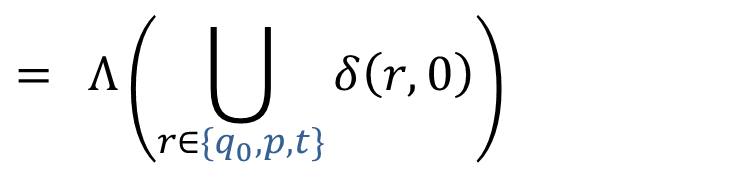 = Λ(⋃_{r∈{q₀,p,t}} δ(r,0))